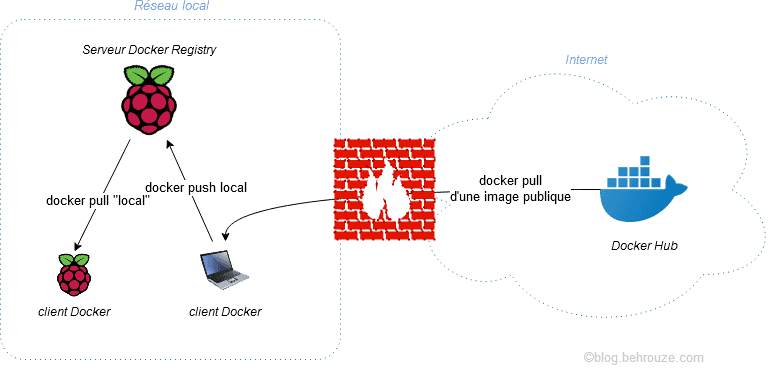 Réseau local
Serveur Docker Registry
Internet
docker pull
d'une image publique
docker push local
docker pull "local"
Docker Hub
client Docker
client Docker
©blog.behrouze.com